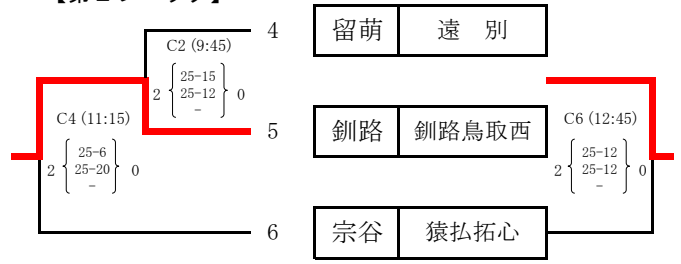 4 留萌 遠 別
C2 (9:45)
25-15
2 25-12 0
-
C4 (11:15)
5 釧路 釧路鳥取西
C6 (12:45)
25-6
2 25-20 0
-
25-12
2 25-12 0
-
6 宗谷 猿払拓心